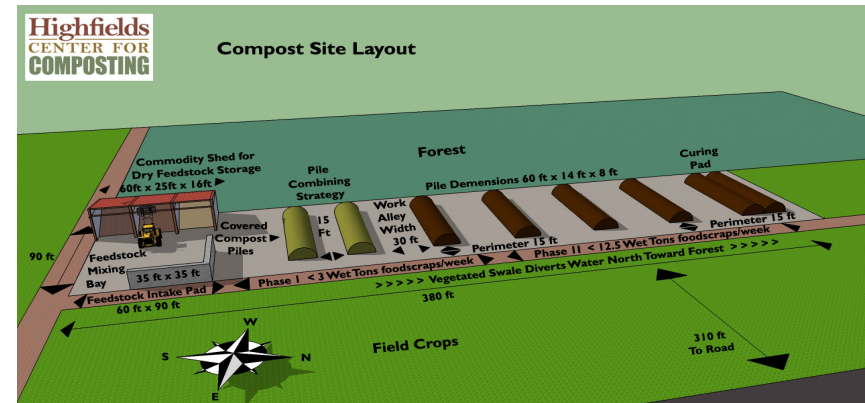 Highfields
CENTER FOR
COMPOSTING
Compost Site Layout
Forest
Commodity Shed for
Dry Feedstock Storage
60ft x 25ft x 16ft
Pile
Combining
Strategy
Curing
Pad
Pile Demensions 60 ft x 14 ft x 8 ft
Covered
Compost
Piles
15
Ft
Work
Alley
Width
30 ft
Perimeter 15 ft
Perimeter 15 ft
90 ft
Feedstock
Mixing
Bay
35 ft x 35 ft
Feedstock Intake Pad
60 ft x 90 ft
Phase I < 3 Wet Tons foodscraps/week
Phase 11 < 12.5 Wet Tons foodscraps/week
>>>>> Vegetated Swale Diverts Water North Toward Forest >>>>>
380 ft
310 ft
To Road
Field Crops
W
S
N
E